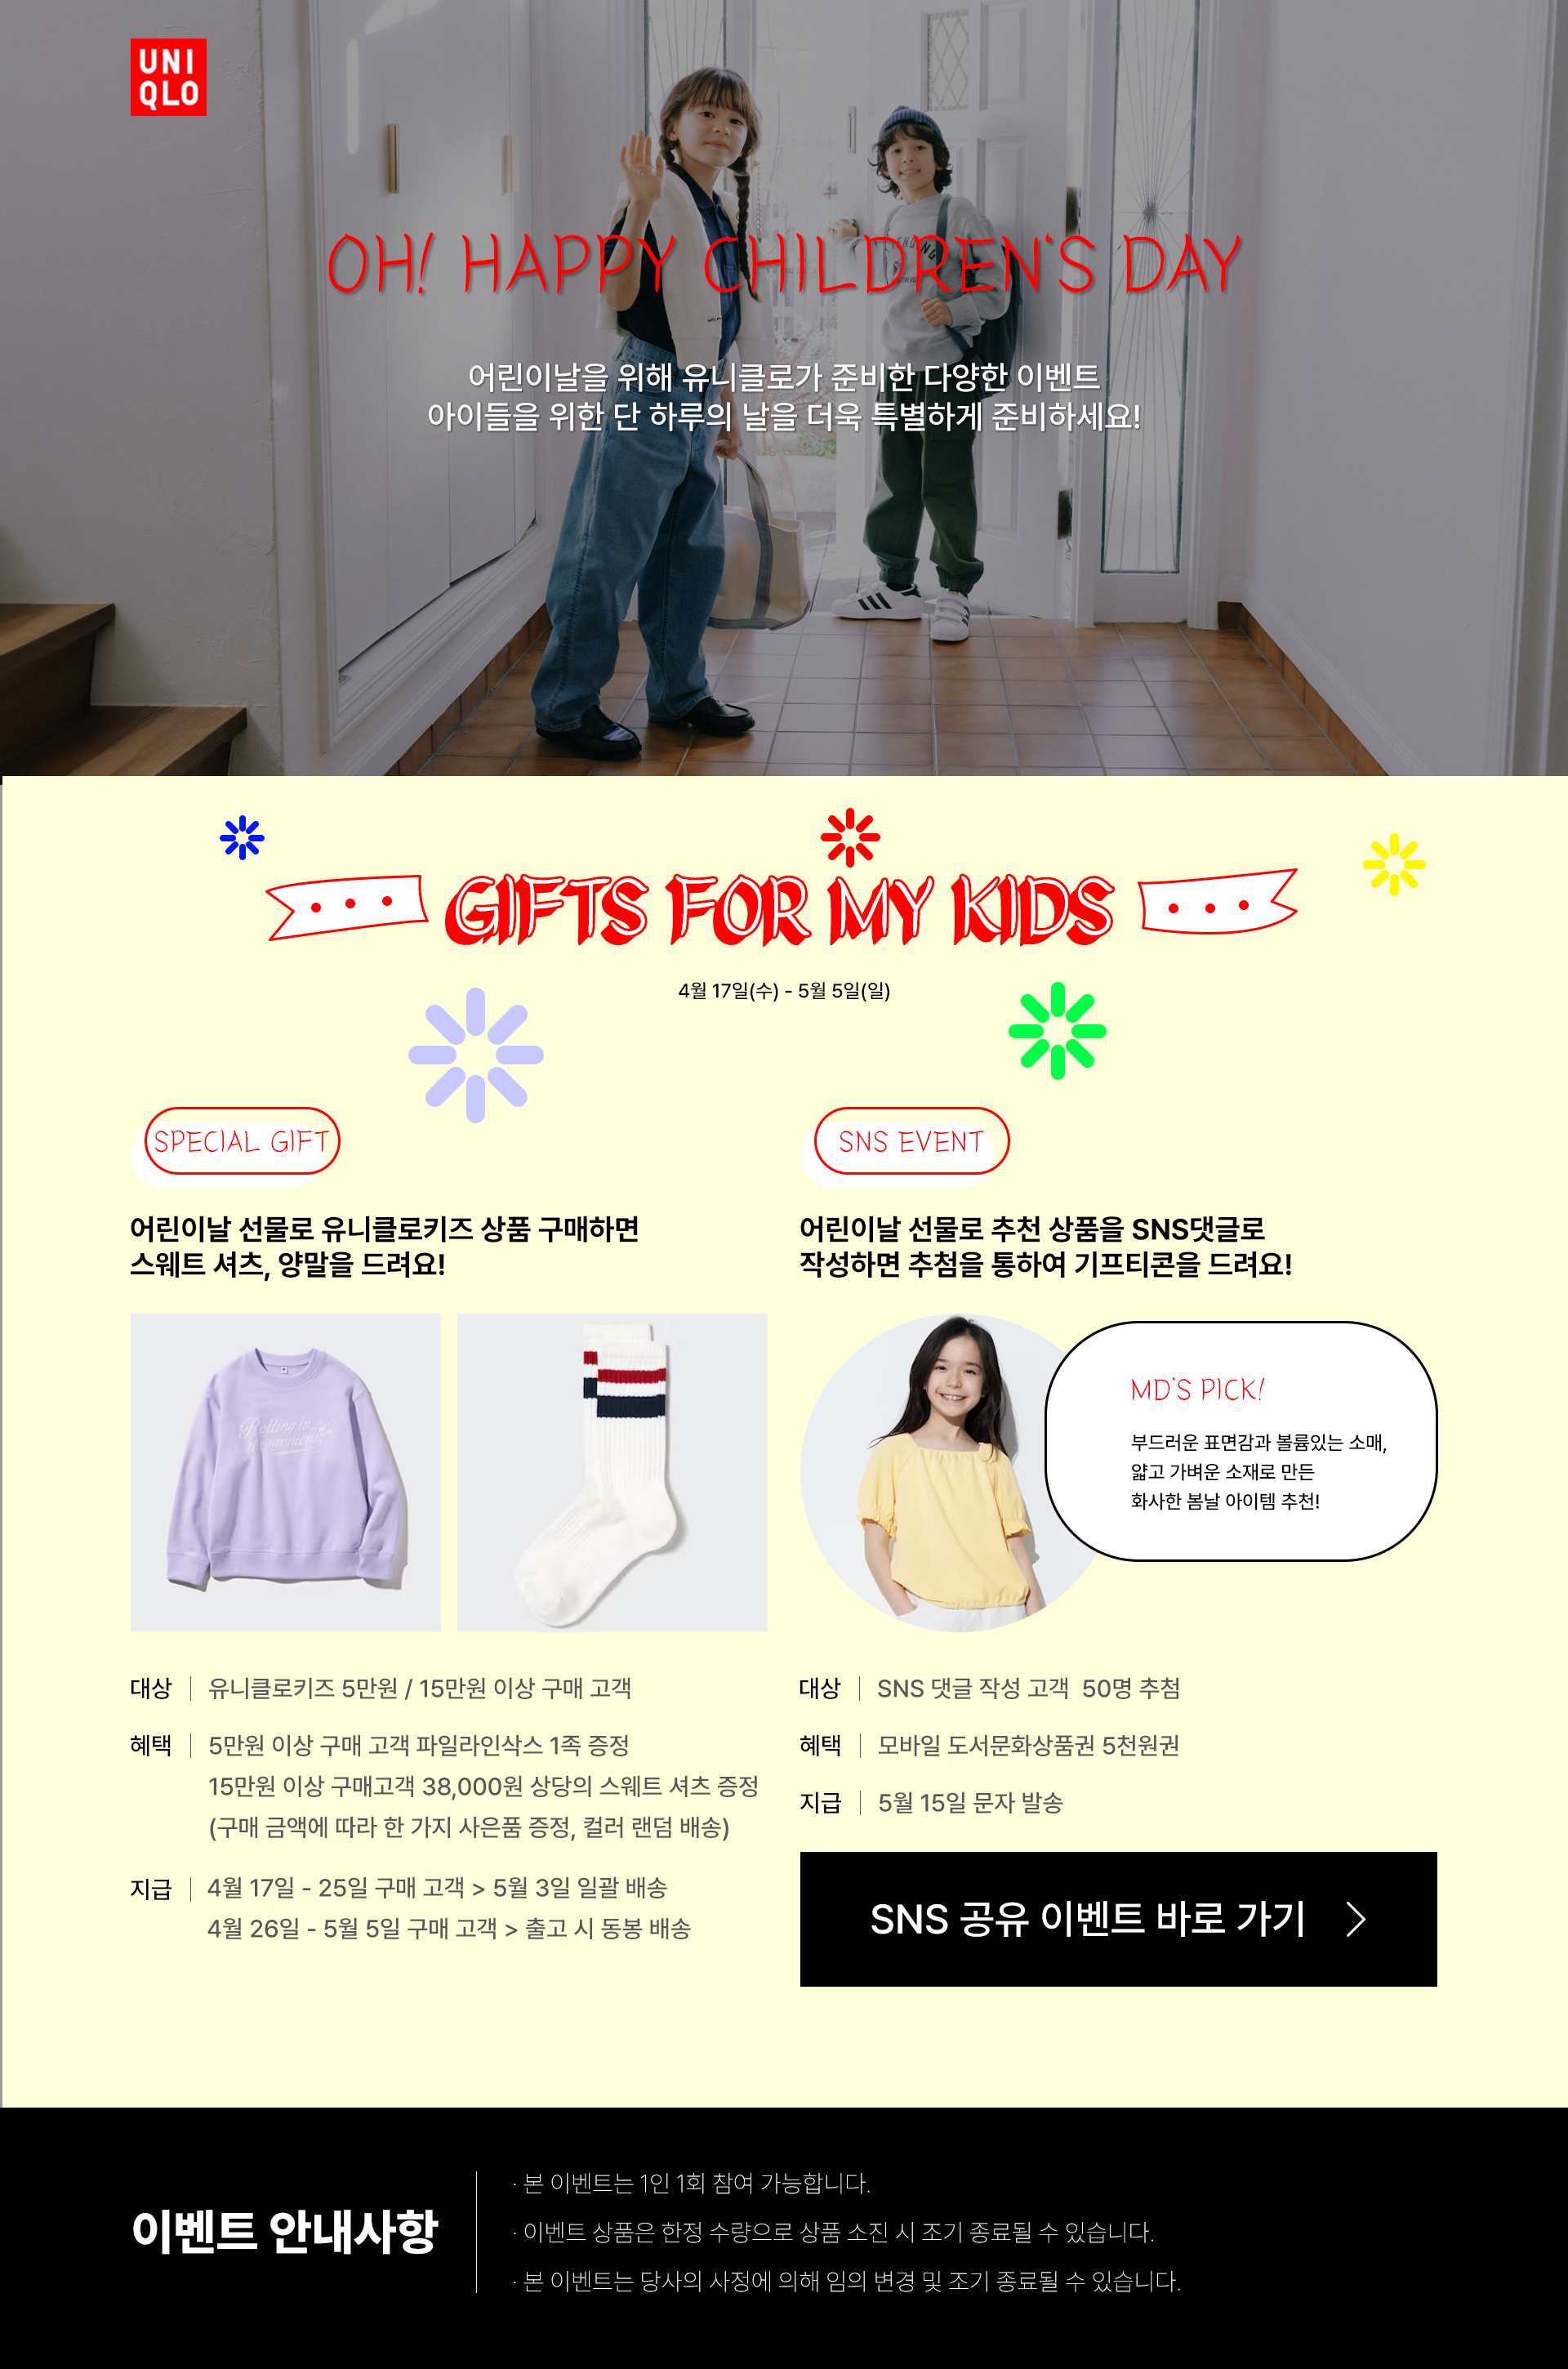 UNI
QLO
OH! HAPPY CHILDREN'S DAY
어린이날을 위해 유니클로가 준비한 다양한 이벤트
아이들을 위한 단 하루의 날을 더욱 특별하게 준비하세요!
GIFTS FOR MY KIDS
4월 17일(수) - 5월 5일(일)
SPECIAL GIFT
어린이날 선물로 유니클로키즈 상품 구매하면
스웨트 셔츠, 양말을 드려요!
Rolling in
the moment
대상
유니클로키즈 5만원 / 15만원 이상 구매 고객
혜택
5만원 이상 구매 고객 파일라인삭스 1족 증정
15만원 이상 구매고객 38,000원 상당의 스웨트 셔츠 증정
(구매 금액에 따라 한 가지 사은품 증정, 컬러 랜덤 배송)
지급
4월 17일 - 25일 구매 고객 > 5월 3일 일괄 배송
4월 26일 - 5월 5일 구매 고객 > 출고 시 동봉 배송
SNS EVENT
어린이날 선물로 추천 상품을 SNS댓글로
작성하면 추첨을 통하여 기프티콘을 드려요!
MD'S PICK!
부드러운 표면감과 볼륨있는 소매,
얇고 가벼운 소재로 만든
화사한 봄날 아이템 추천!
대상
SNS 댓글 작성 고객 50명 추첨
혜택
모바일 도서문화상품권 5천원권
지급
5월 15일 문자 발송
SNS 공유 이벤트 바로 가기
이벤트 안내사항
· 본 이벤트는 1인 1회 참여 가능합니다.
· 이벤트 상품은 한정 수량으로 상품 소진 시 조기 종료될 수 있습니다.
· 본 이벤트는 당사의 사정에 의해 임의 변경 및 조기 종료될 수 있습니다.